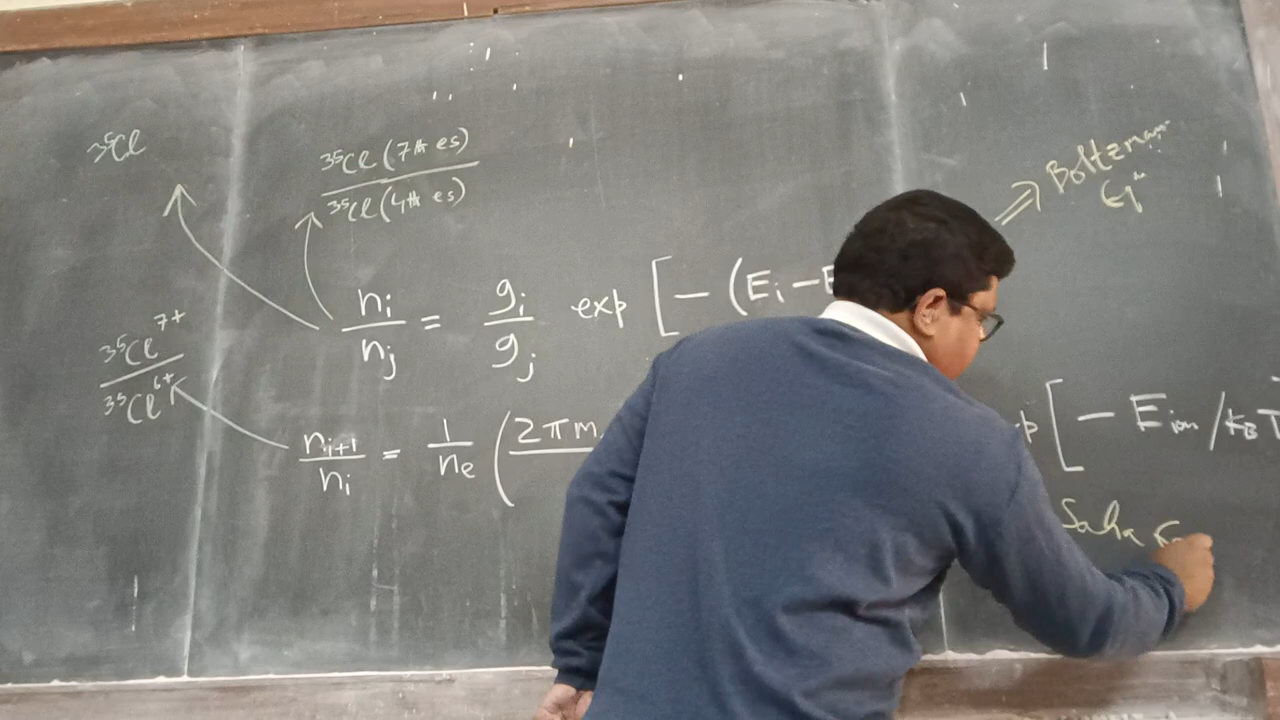 ³⁵Cl
³⁵Cl (7th es)
³⁵Cl (4th es)
⇒ Boltzmann
Eqⁿ
nᵢ/nⱼ = gᵢ/gⱼ exp [ - (Eᵢ - E
³⁵Cl⁷⁺
³⁵Cl⁶⁺
nᵢ₊₁/nᵢ = 1/nₑ ( 2πm
p [ - Eᵢₒₙ/k_B T
Saha